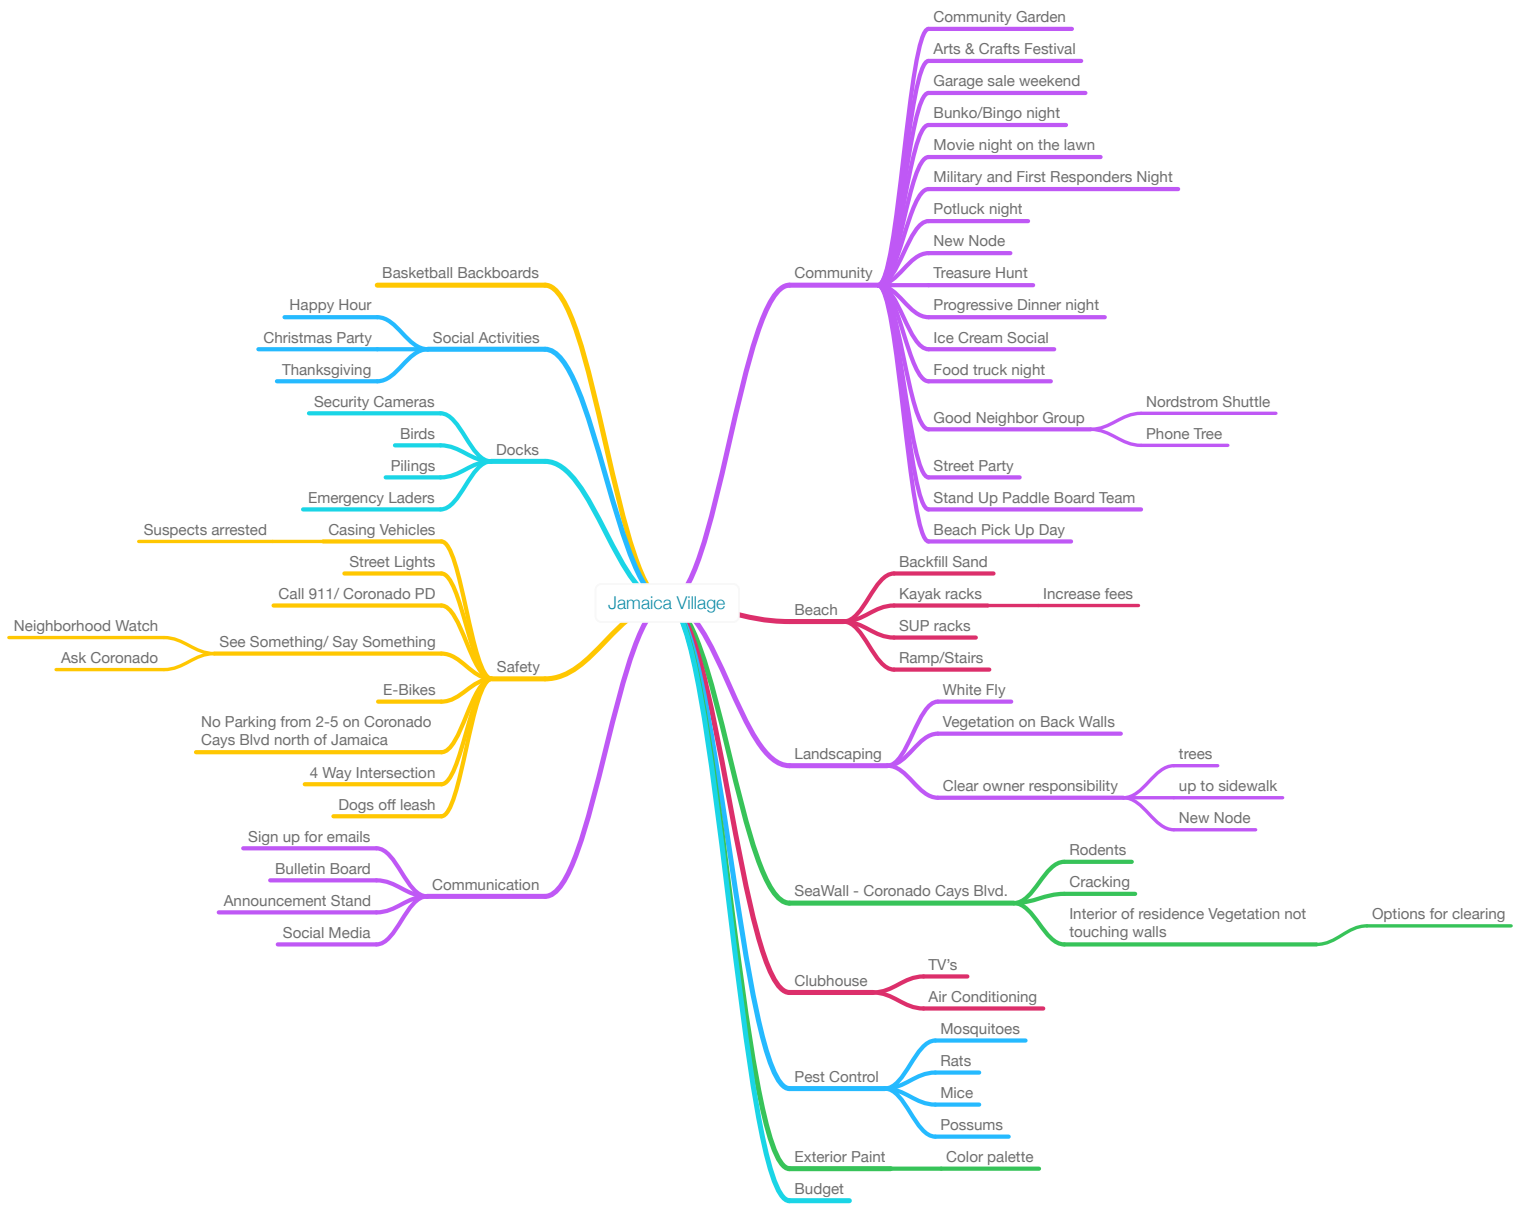 Jamaica Village
Community
Community Garden
Arts & Crafts Festival
Garage sale weekend
Bunko/Bingo night
Movie night on the lawn
Military and First Responders Night
Potluck night
New Node
Treasure Hunt
Progressive Dinner night
Ice Cream Social
Food truck night
Good Neighbor Group
Nordstrom Shuttle
Phone Tree
Street Party
Stand Up Paddle Board Team
Beach Pick Up Day
Beach
Backfill Sand
Kayak racks
Increase fees
SUP racks
Ramp/Stairs
Landscaping
White Fly
Vegetation on Back Walls
Clear owner responsibility
trees
up to sidewalk
New Node
SeaWall - Coronado Cays Blvd.
Rodents
Cracking
Interior of residence Vegetation not
touching walls
Options for clearing
Clubhouse
TV's
Air Conditioning
Pest Control
Mosquitoes
Rats
Mice
Possums
Exterior Paint
Color palette
Budget
Basketball Backboards
Social Activities
Happy Hour
Christmas Party
Thanksgiving
Docks
Security Cameras
Birds
Pilings
Emergency Laders
Safety
Casing Vehicles
Suspects arrested
Street Lights
Call 911/ Coronado PD
See Something/ Say Something
Neighborhood Watch
Ask Coronado
E-Bikes
No Parking from 2-5 on Coronado
Cays Blvd north of Jamaica
4 Way Intersection
Dogs off leash
Communication
Sign up for emails
Bulletin Board
Announcement Stand
Social Media